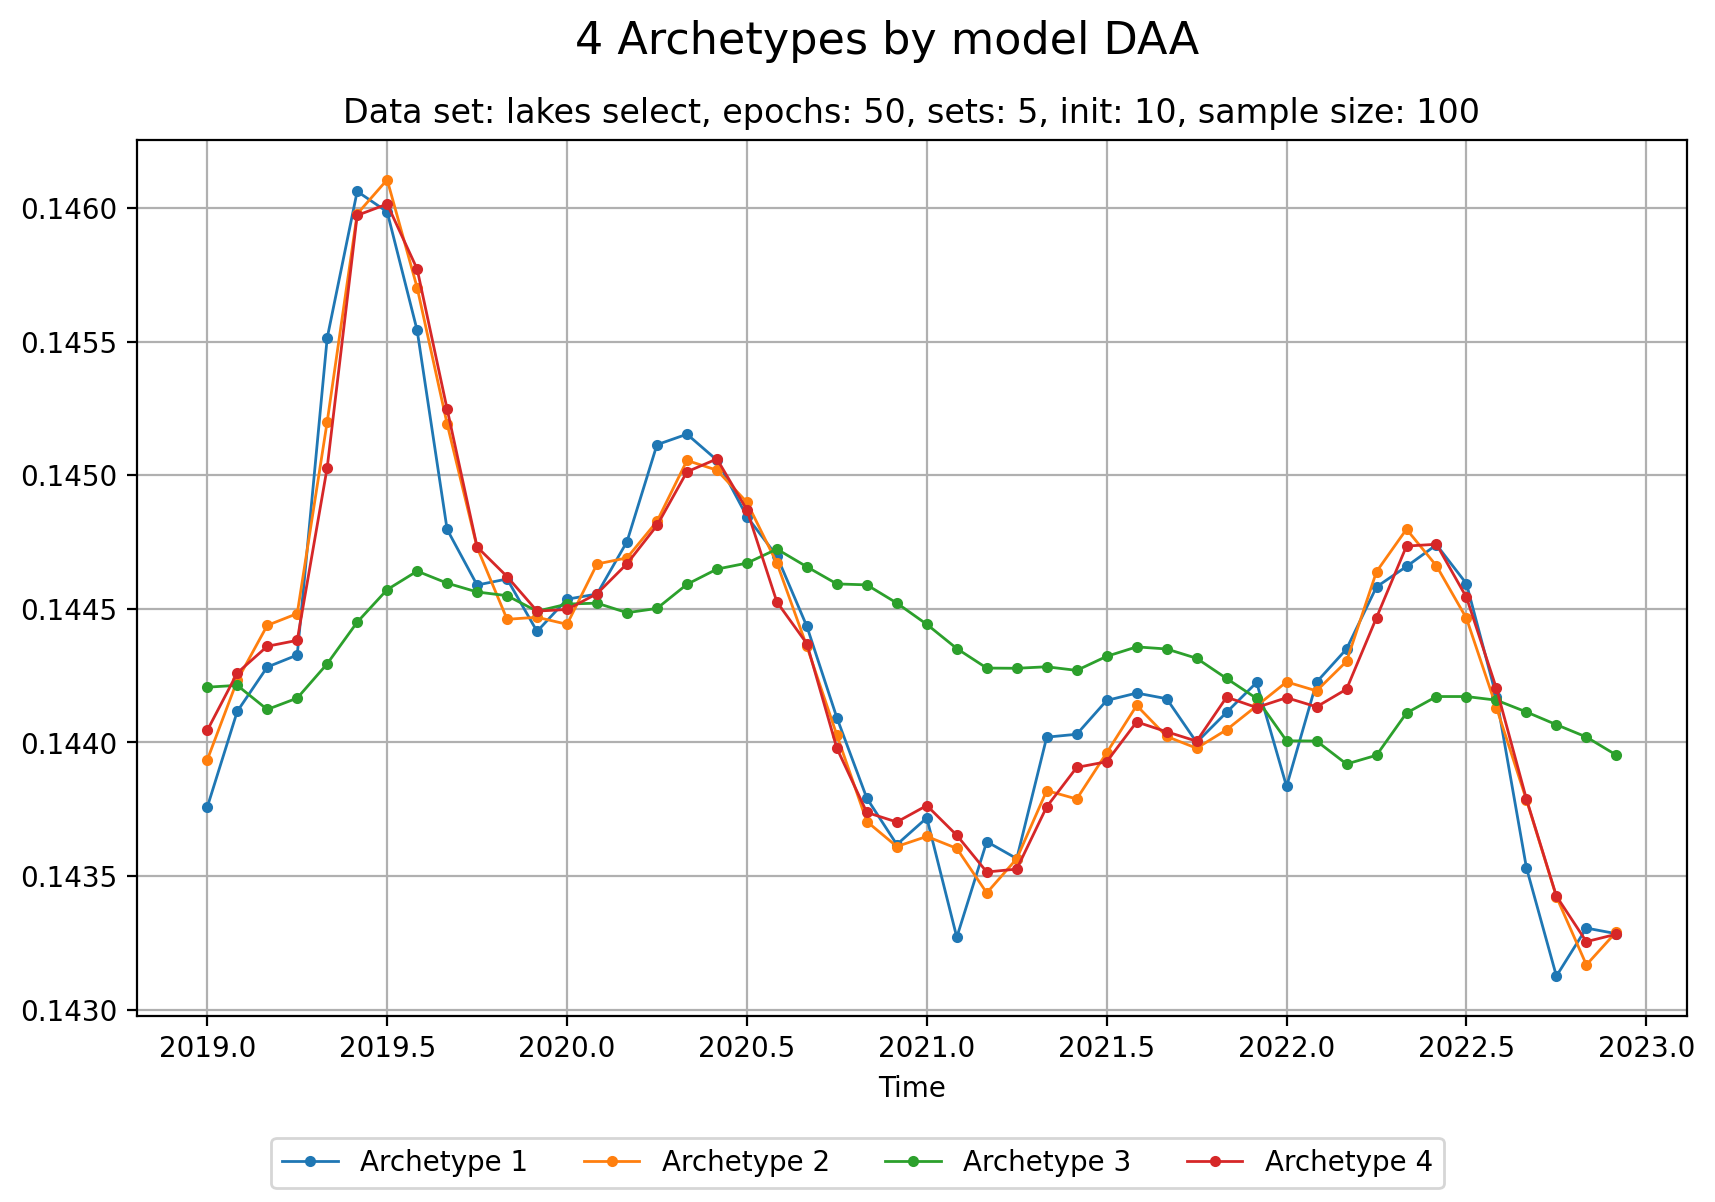 4 Archetypes by model DAA
Data set: lakes select, epochs: 50, sets: 5, init: 10, sample size: 100
0.1460
0.1455
0.1450
0.1445
0.1440
0.1435
0.1430
2019.0 2019.5 2020.0 2020.5 2021.0 2021.5 2022.0 2022.5 2023.0
Time
Archetype 1 Archetype 2 Archetype 3 Archetype 4